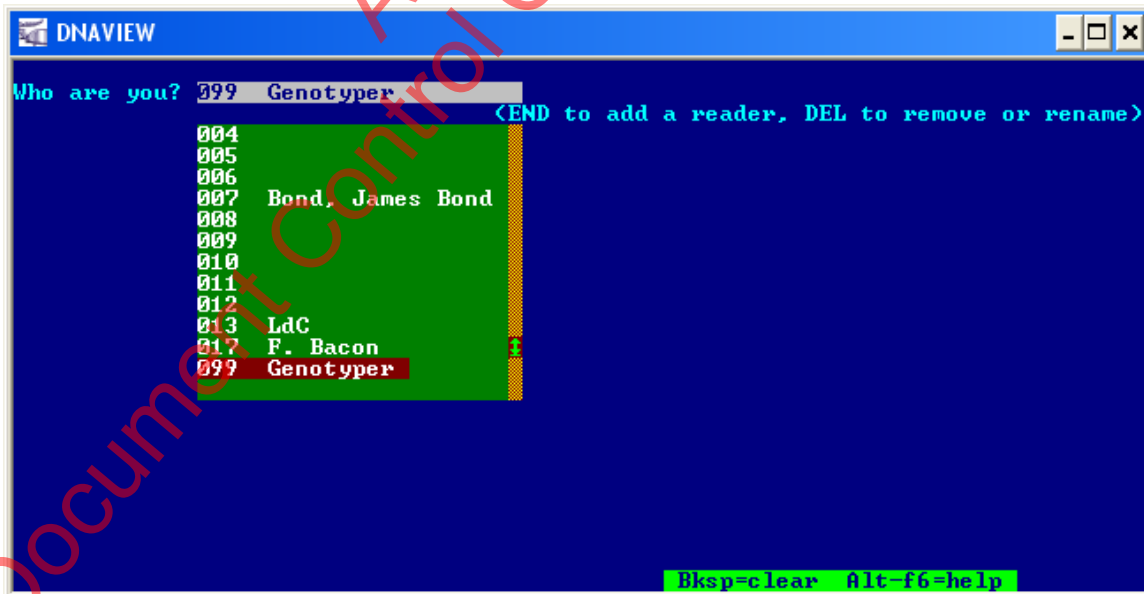 DNAVIEW
Who are you? 099 Genotyper
(END to add a reader, DEL to remove or rename)
004
005
006
007 Bond, James Bond
008
009
010
011
012
013 LdC
017 F. Bacon
099 Genotyper
Bksp=clear Alt-f6=help
Document Control